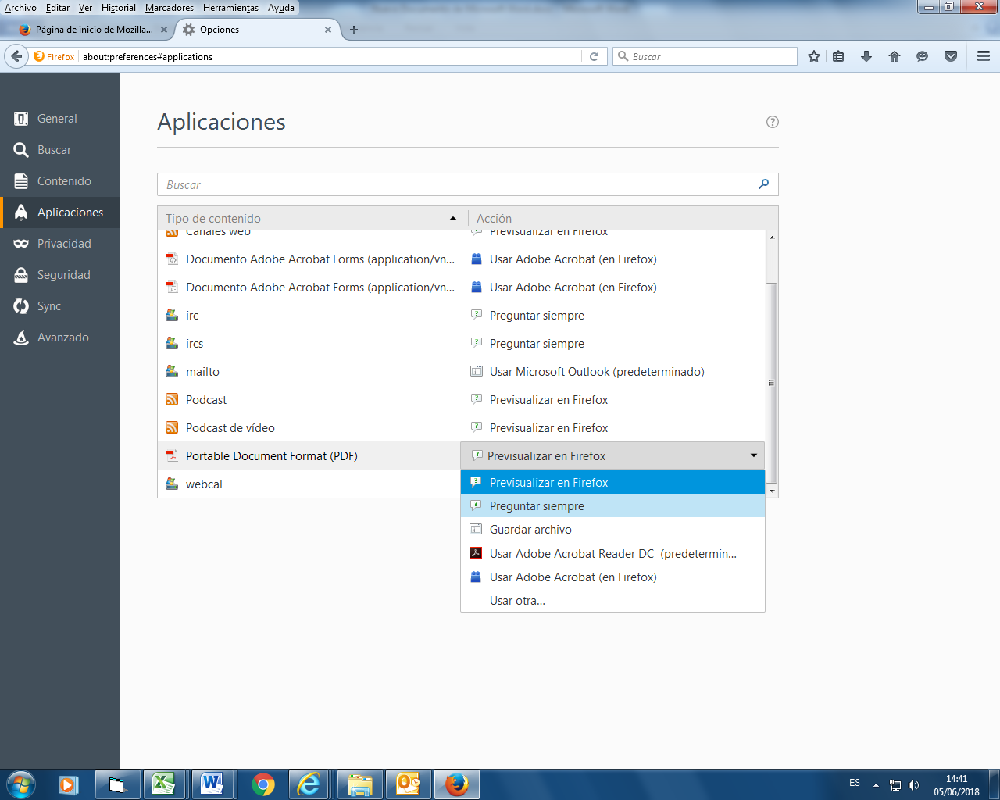 Archivo Editar Ver Historial Marcadores Herramientas Ayuda
Página de inicio de Mozilla... Opciones
Firefox about:preferences#applications Buscar
General
Buscar
Contenido
Aplicaciones
Privacidad
Seguridad
Sync
Avanzado
Aplicaciones
Buscar
Tipo de contenido Acción
Canales web Previsualizar en Firefox
Documento Adobe Acrobat Forms (application/vn... Usar Adobe Acrobat (en Firefox)
Documento Adobe Acrobat Forms (application/vn... Usar Adobe Acrobat (en Firefox)
irc Preguntar siempre
ircs Preguntar siempre
mailto Usar Microsoft Outlook (predeterminado)
Podcast Previsualizar en Firefox
Podcast de vídeo Previsualizar en Firefox
Portable Document Format (PDF) Previsualizar en Firefox
webcal Previsualizar en Firefox
Preguntar siempre
Guardar archivo
Usar Adobe Acrobat Reader DC (predetermin...
Usar Adobe Acrobat (en Firefox)
Usar otra...
ES 14:41
05/06/2018